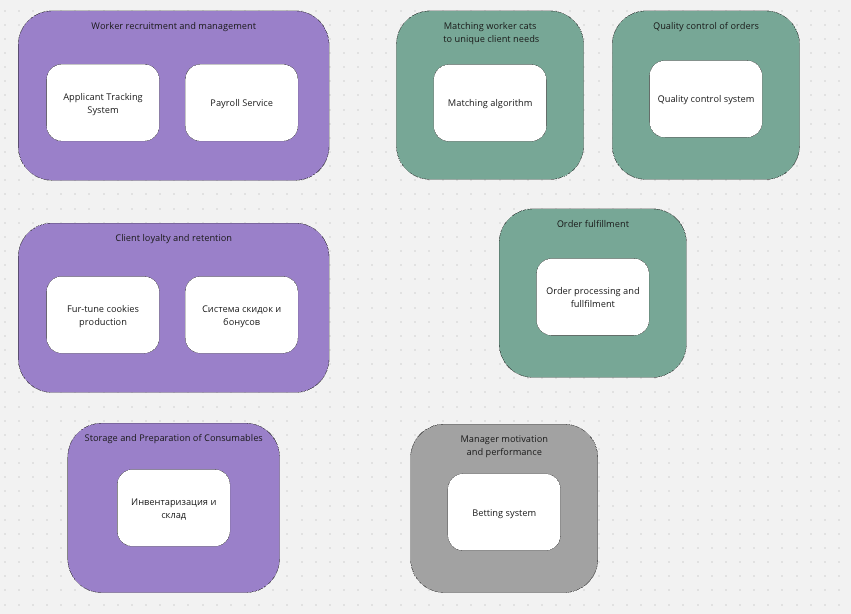 Worker recruitment and management
Applicant Tracking
System
Payroll Service
Matching worker cats
to unique client needs
Matching algorithm
Quality control of orders
Quality control system
Client loyalty and retention
Fur-tune cookies
production
Система скидок и
бонусов
Order fulfillment
Order processing and
fullfilment
Storage and Preparation of Consumables
Инвентаризация и
склад
Manager motivation
and performance
Betting system